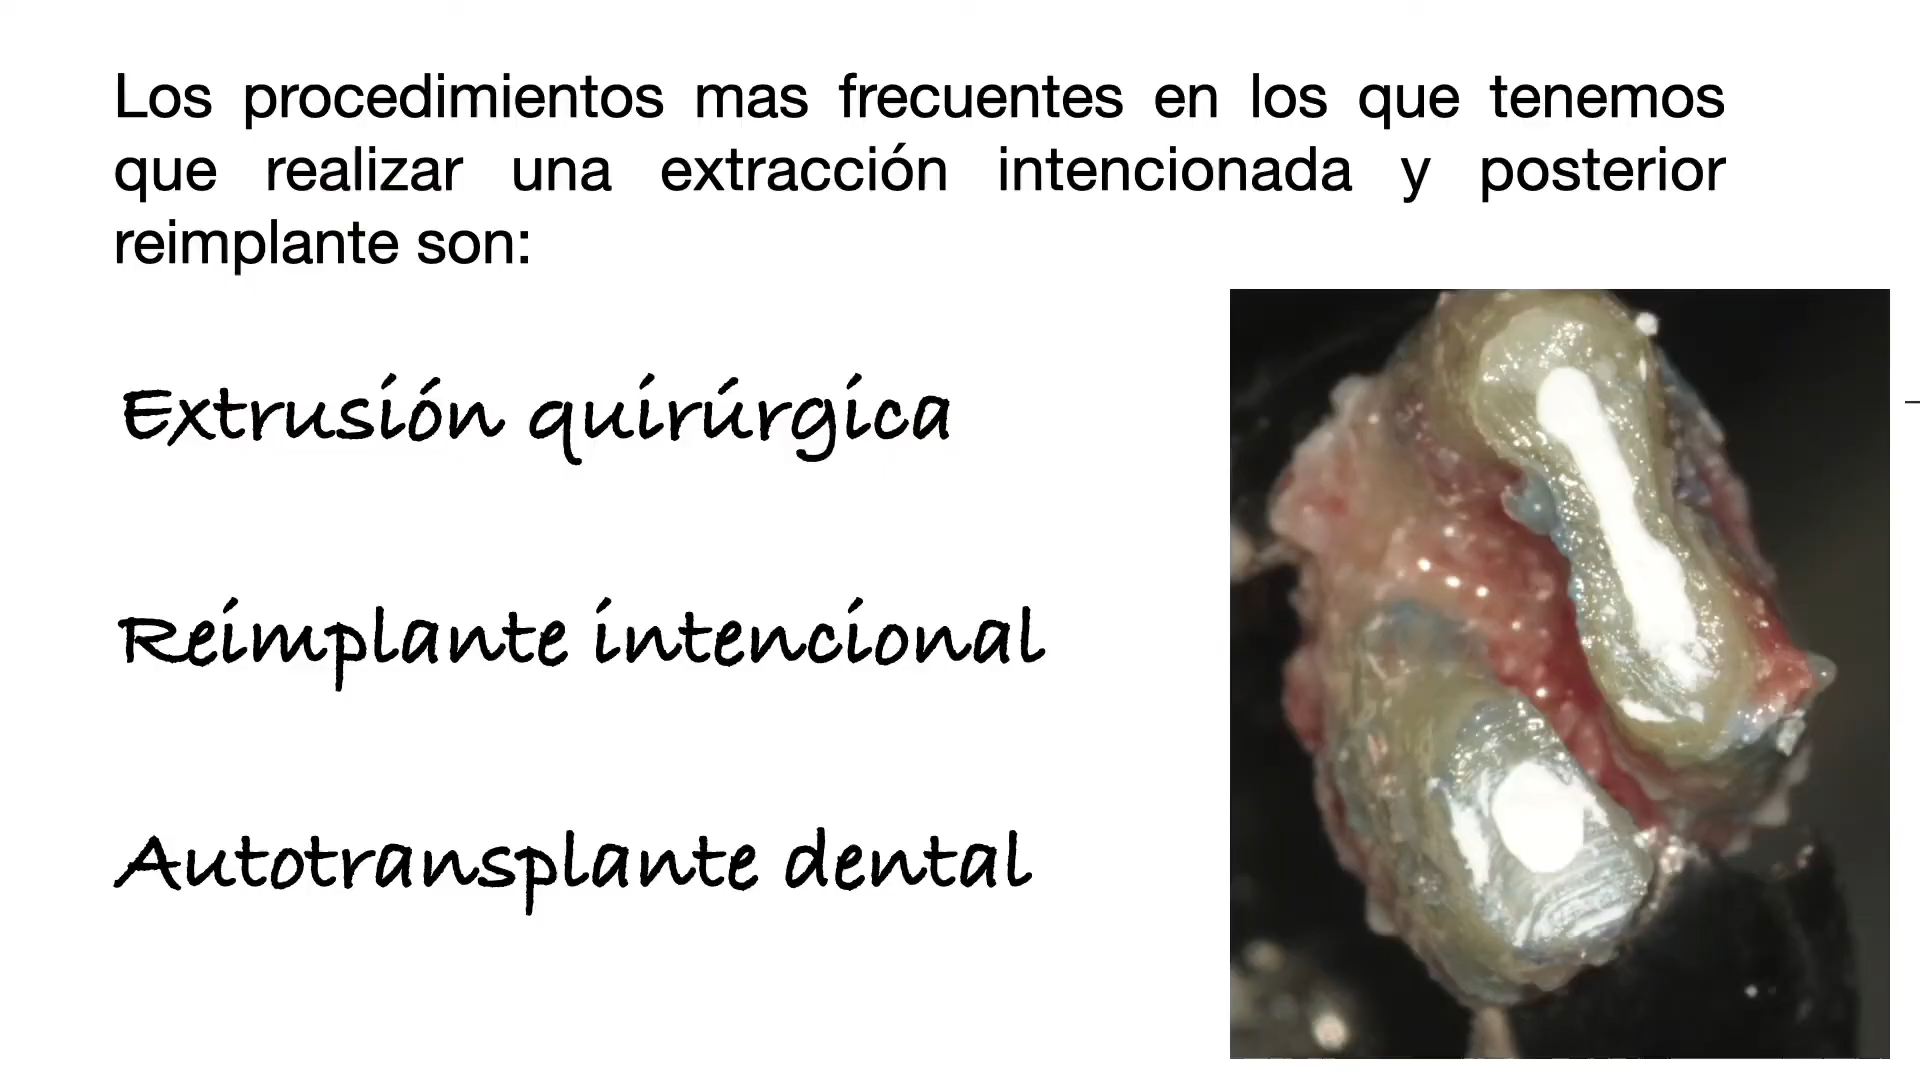 Los procedimientos mas frecuentes en los que tenemos
que realizar una extracción intencionada y posterior
reimplante son:
Extrusión quirúrgica
Reimplante intencional
Autotransplante dental